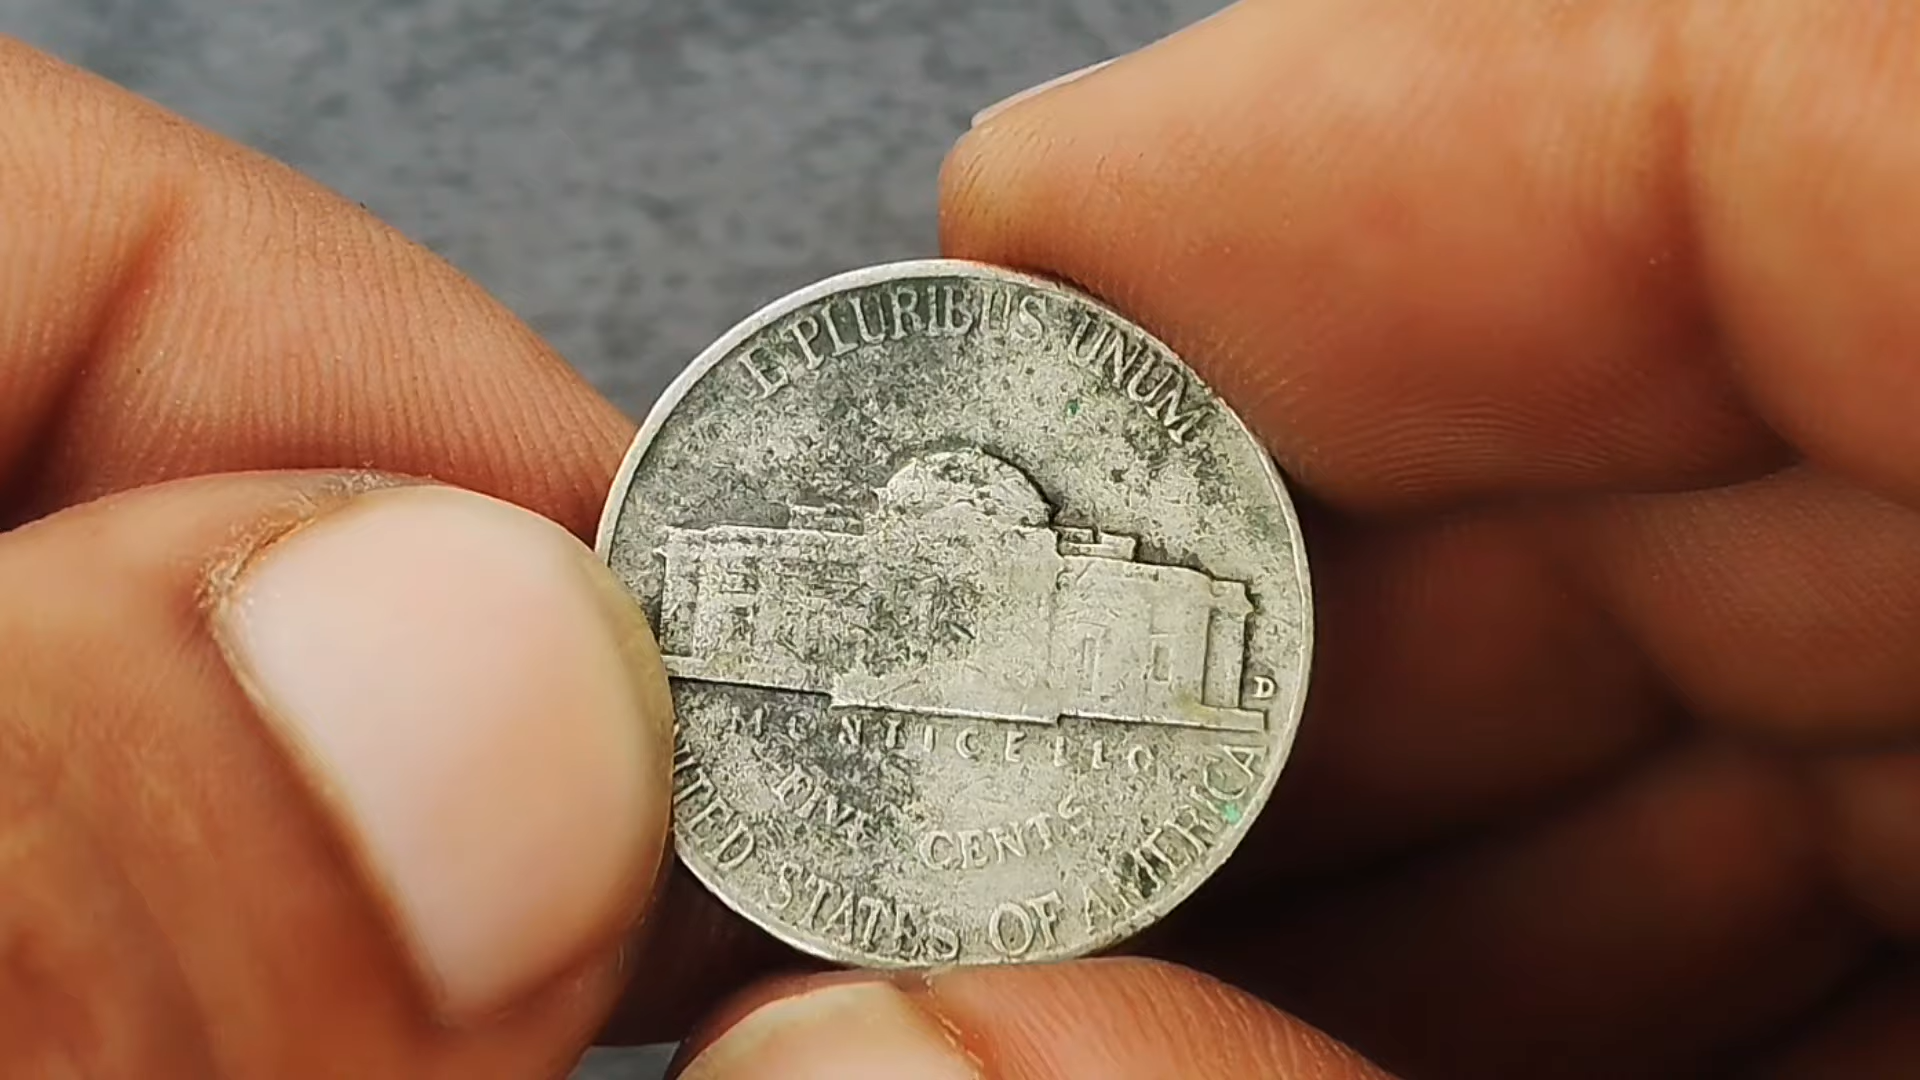 E PLURIBUS UNUM
D
MONTICELLO
FIVE CENTS
UNITED STATES OF AMERICA